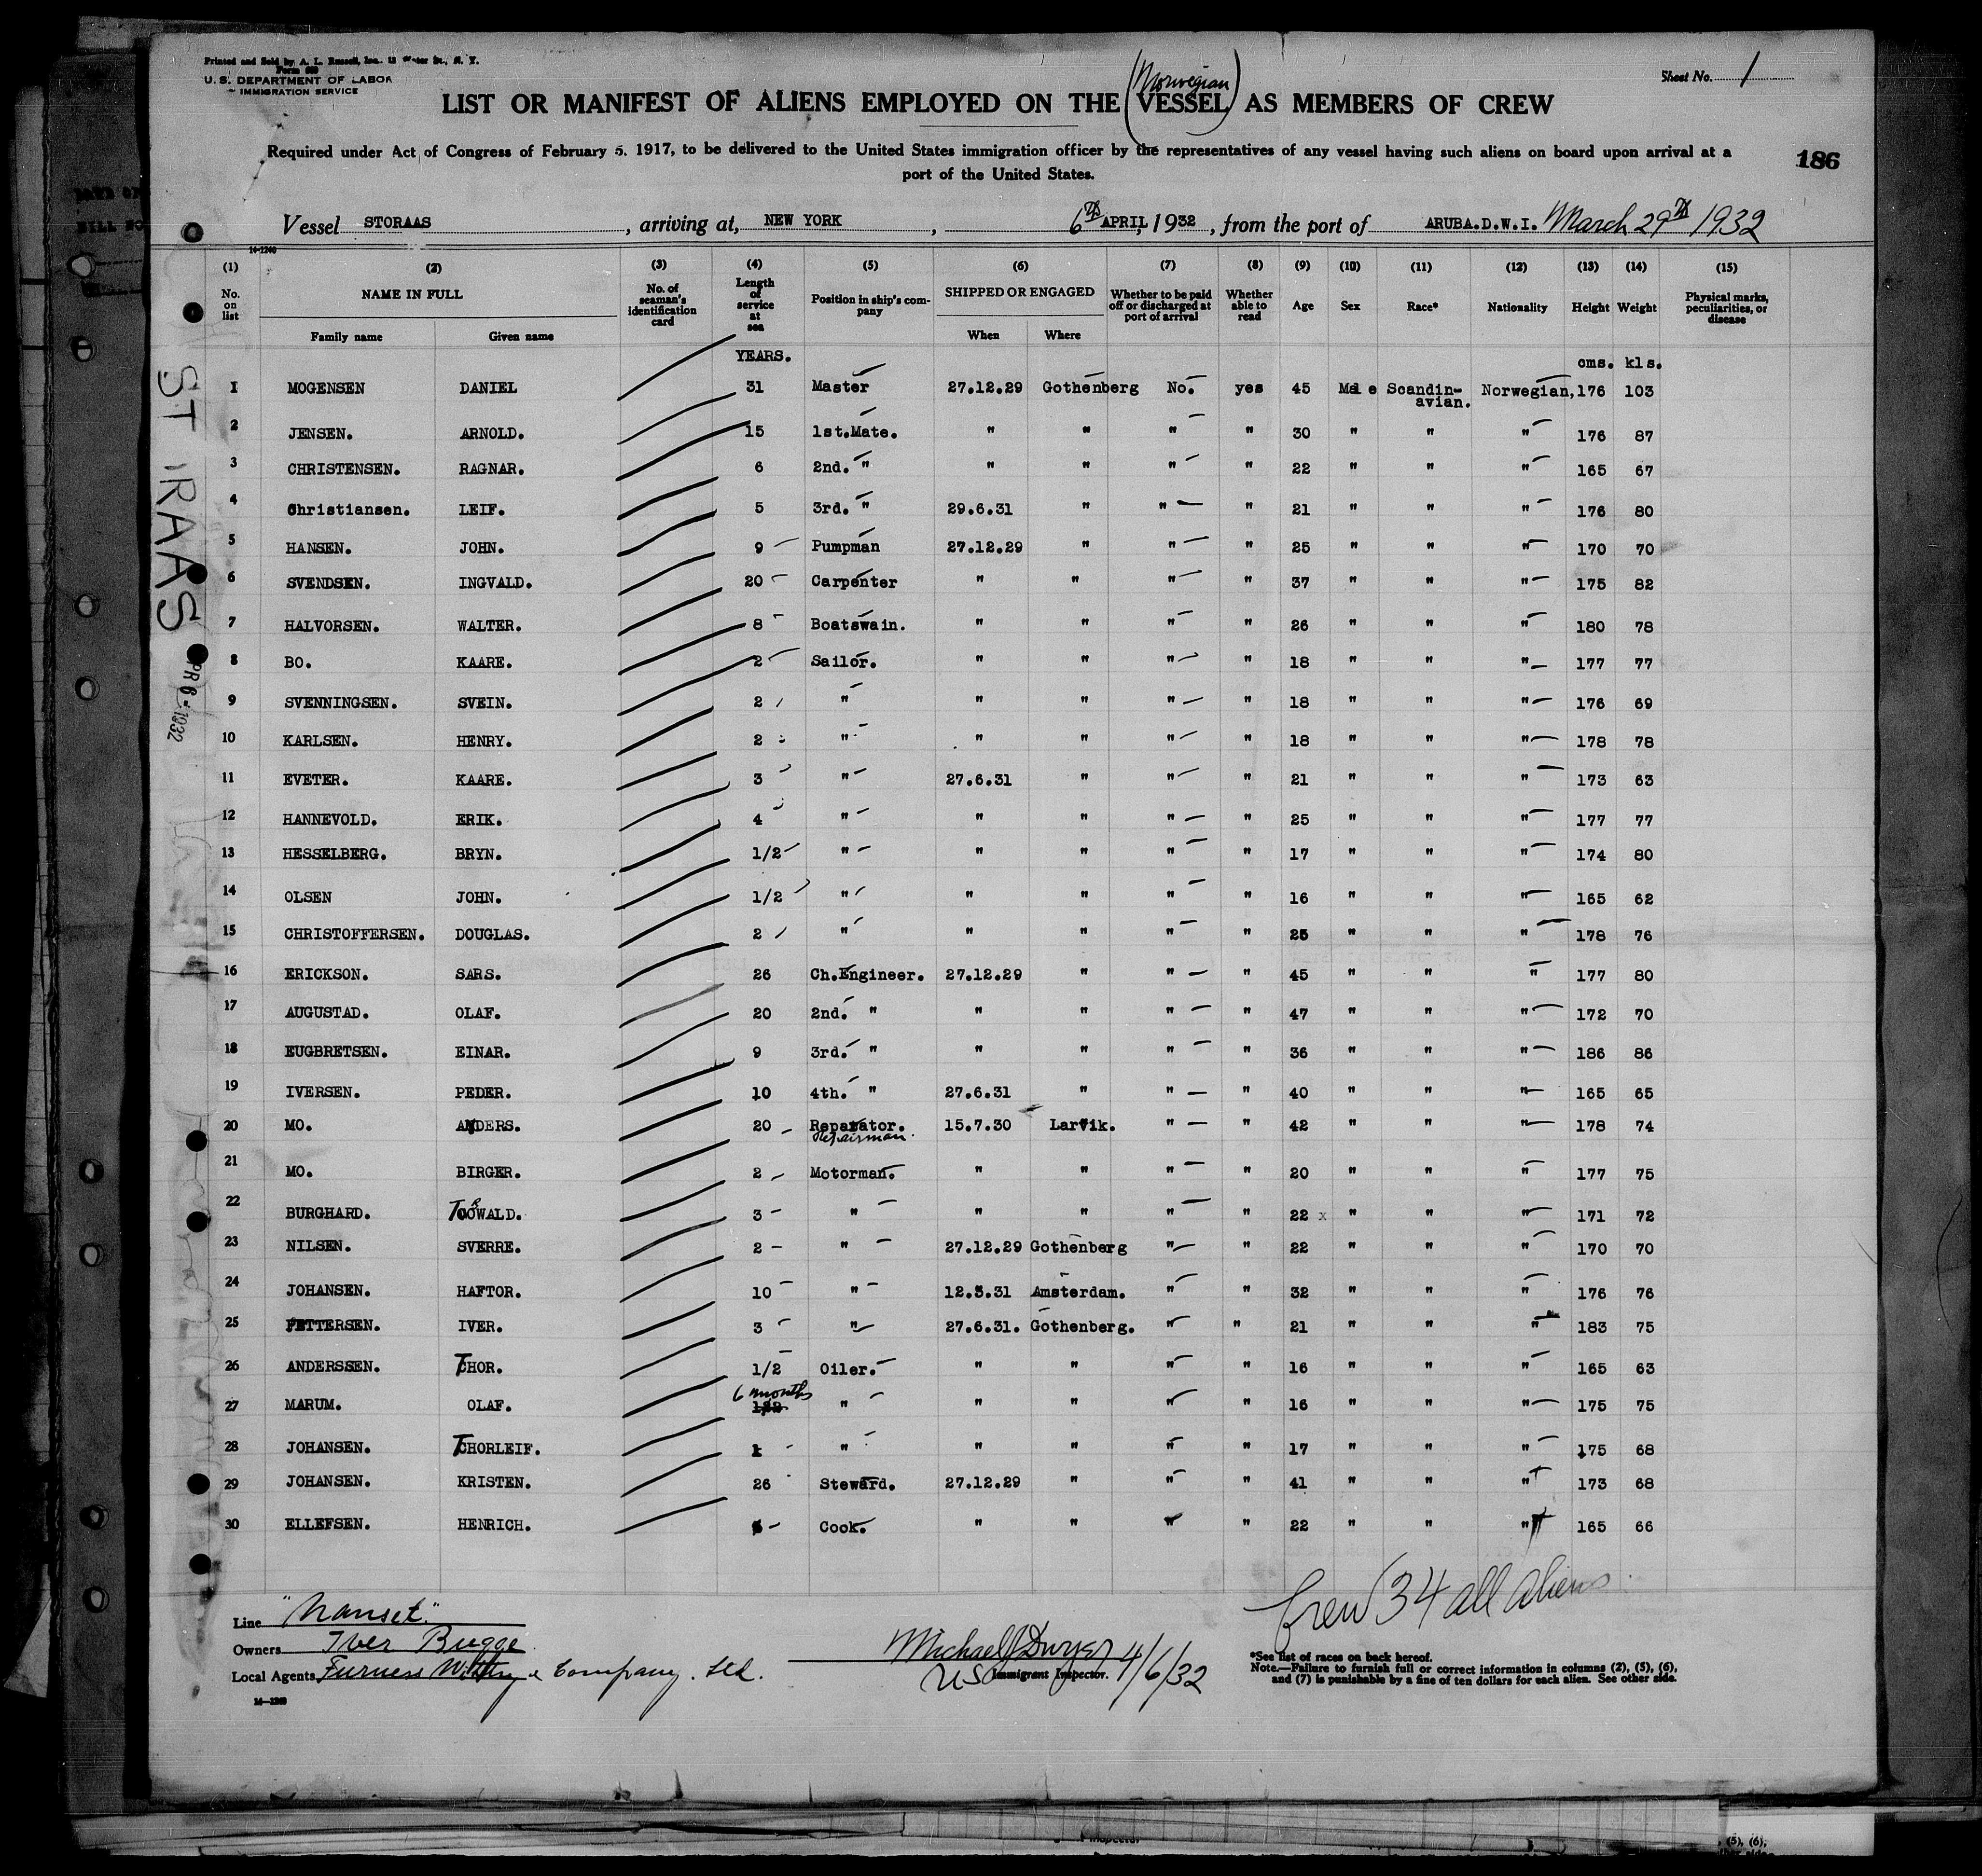 Printed and Sold by A. L. Russell, Inc. 13 Water St., N. Y.
U. S. DEPARTMENT OF LABOR
IMMIGRATION SERVICE
Sheet No. 1
(Norwegian)
LIST OR MANIFEST OF ALIENS EMPLOYED ON THE VESSEL AS MEMBERS OF CREW
Required under Act of Congress of February 5, 1917, to be delivered to the United States immigration officer by the representatives of any vessel having such aliens on board upon arrival at a
port of the United States.
186
Vessel STORAAS, arriving at, NEW YORK, 6th APRIL, 1932, from the port of ARUBA.D.W.I. March 29th 1932
14-1240
(1) (2) (3) (4) (5) (6) (7) (8) (9) (10) (11) (12) (13) (14) (15)
No. on list NAME IN FULL Family name Given name No. of seaman's identification card Length of service at sea Position in ship's company SHIPPED OR ENGAGED When Where Whether to be paid off or discharged at port of arrival Whether able to read Age Sex Race* Nationality Height Weight Physical marks, peculiarities, or disease
YEARS. cms. kls.
1 MOGENSEN DANIEL 31 Master 27.12.29 Gothenberg No. yes 45 Male Scandin-avian. Norwegian, 176 103
2 JENSEN. ARNOLD. 15 1st.Mate. " " " " 30 " " " 176 87
3 CHRISTENSEN. RAGNAR. 6 2nd. " " " " " 22 " " " 165 67
4 Christiansen. LEIF. 5 3rd. " 29.6.31 " " " 21 " " " 176 80
5 HANSEN. JOHN. 9 Pumpman 27.12.29 " " " 25 " " " 170 70
6 SVENDSEN. INGVALD. 20 Carpenter " " " " 37 " " " 175 82
7 HALVORSEN. WALTER. 8 Boatswain. " " " " 26 " " " 180 78
8 BO. KAARE. 2 Sailor. " " " " 18 " " " 177 77
9 SVENNINGSEN. SVEIN. 2 " " " " " 18 " " " 176 69
10 KARLSEN. HENRY. 2 " " " " " 18 " " " 178 78
11 EVETER. KAARE. 3 " 27.6.31 " " " 21 " " " 173 63
12 HANNEVOLD. ERIK. 4 " " " " " 25 " " " 177 77
13 HESSELBERG. BRYN. 1/2 " " " " " 17 " " " 174 80
14 OLSEN JOHN. 1/2 " " " " " 16 " " " 165 62
15 CHRISTOFFERSEN. DOUGLAS. 2 " " " " " 25 " " " 178 76
16 ERICKSON. SARS. 26 Ch.Engineer. 27.12.29 " " " 45 " " " 177 80
17 AUGUSTAD. OLAF. 20 2nd. " " " " " 47 " " " 172 70
18 EUGBRETSEN. EINAR. 9 3rd. " " " " " 36 " " " 186 86
19 IVERSEN. PEDER. 10 4th. " 27.6.31 " " " 40 " " " 165 65
20 MO. ANDERS. 20 Reparator. 15.7.30 Larvik. " " 42 " " " 178 74
Repairman.
21 MO. BIRGER. 2 Motorman. " " " " 20 " " " 177 75
22 BURGHARD. 3 " " " " " 22 x " " " 171 72
23 NILSEN. SVERRE. 2 " 27.12.29 Gothenberg " " 22 " " " 170 70
24 JOHANSEN. HAFTOR. 10 " 12.5.31 Amsterdam. " " 32 " " " 176 76
25 PETTERSEN. IVER. 3 " 27.6.31. Gothenberg. " " 21 " " " 183 75
26 ANDERSSEN. THOR. 1/2 Oiler. " " " " 16 " " " 165 63
6 months
27 MARUM. OLAF. " " " " " 16 " " " 175 75
28 JOHANSEN. THORLEIF. 1 " " " " " 17 " " " 175 68
29 JOHANSEN. KRISTEN. 26 Steward. 27.12.29 " " " 41 " " " 173 68
30 ELLEFSEN. HENRICH. Cook. " " " " 22 " " " 165 66
Crew 34 all aliens
Line "Nanset"
Owners Iver Bugge
Local Agents Furness Withy & Company. Ltd.
14-1240
Michael J Dwyer
US Immigrant Inspector. 4/6/32
*See list of races on back hereof.
Note.—Failure to furnish full or correct information in columns (2), (5), (6),
and (7) is punishable by a fine of ten dollars for each alien. See other side.